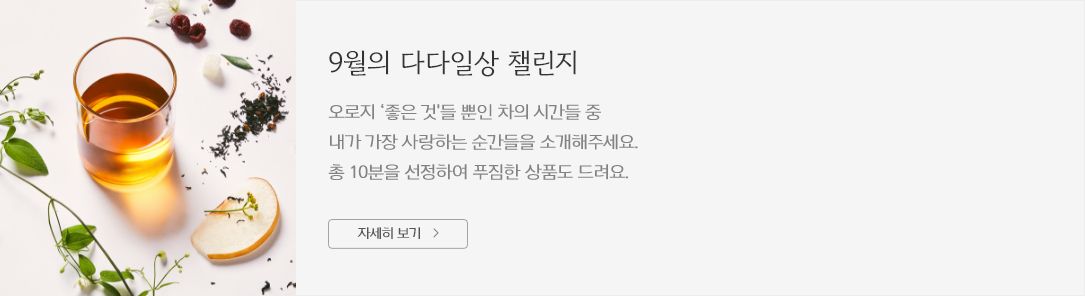 9월의 다다일상 챌린지
오로지 ‘좋은 것'들 뿐인 차의 시간들 중
내가 가장 사랑하는 순간들을 소개해주세요.
총 10분을 선정하여 푸짐한 상품도 드려요.
자세히 보기 >